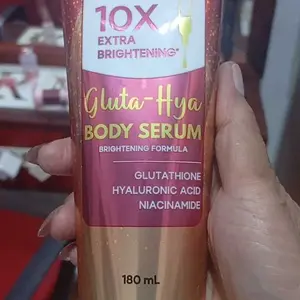 10X
EXTRA
BRIGHTENING*
Gluta-Hya
BODY SERUM
BRIGHTENING FORMULA
GLUTATHIONE
HYALURONIC ACID
NIACINAMIDE
180 mL